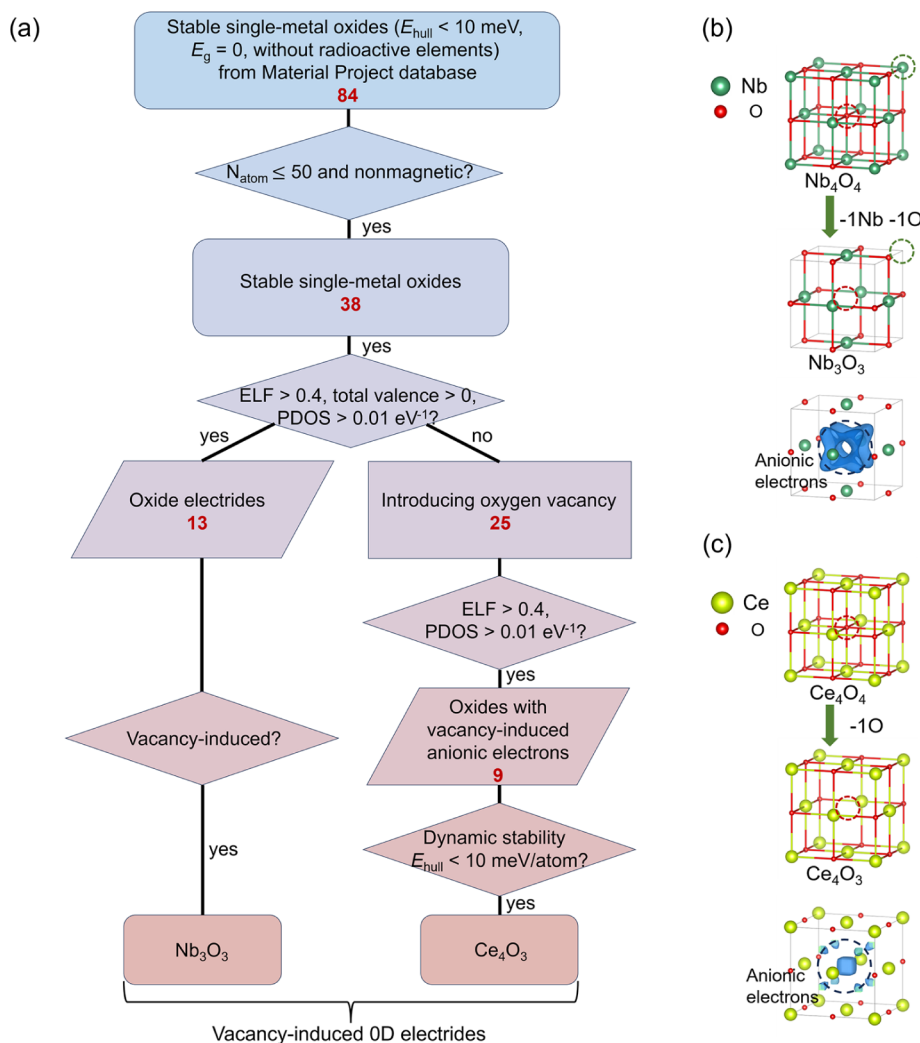 (a)
Stable single-metal oxides (E_hull < 10 meV,
E_g = 0, without radioactive elements)
from Material Project database
84
N_atom ≤ 50 and nonmagnetic?
yes
Stable single-metal oxides
38
yes
ELF > 0.4, total valence > 0,
PDOS > 0.01 eV⁻¹?
yes
no
Oxide electrides
13
Introducing oxygen vacancy
25
ELF > 0.4,
PDOS > 0.01 eV⁻¹?
yes
Oxides with
vacancy-induced
anionic electrons
9
Vacancy-induced?
Dynamic stability
E_hull < 10 meV/atom?
yes
yes
Nb₃O₃
Ce₄O₃
Vacancy-induced 0D electrides
(b)
Nb
O
Nb₄O₄
-1Nb -1O
Nb₃O₃
Anionic
electrons
(c)
Ce
O
Ce₄O₄
-1O
Ce₄O₃
Anionic
electrons